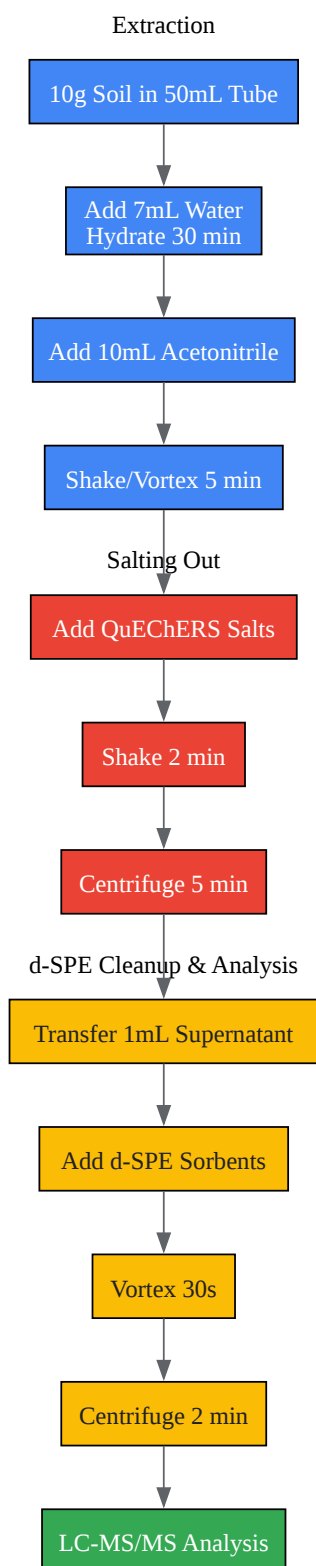 Extraction
10g Soil in 50mL Tube
Add 7mL Water
Hydrate 30 min
Add 10mL Acetonitrile
Shake/Vortex 5 min
Salting Out
Add QuEChERS Salts
Shake 2 min
Centrifuge 5 min
d-SPE Cleanup & Analysis
Transfer 1mL Supernatant
Add d-SPE Sorbents
Vortex 30s
Centrifuge 2 min
LC-MS/MS Analysis